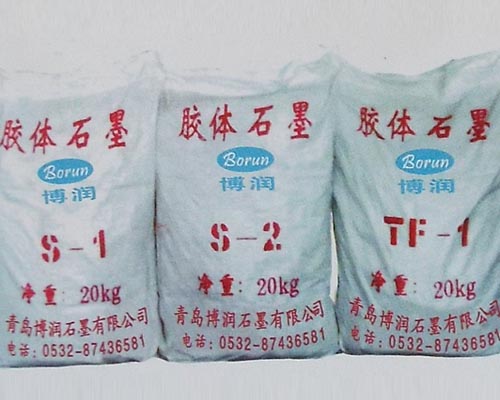 胶体石墨
Borun
博润
S-1
净重：20kg
青岛博润石墨有限公司
电话：0532-87436581
胶体石墨
Borun
博润
S-2
净重：20kg
青岛博润石墨有限公司
电话：0532-87436581
胶体石墨
Borun
博润
TF-1
净重：20kg
青岛博润石墨有限公司
电话：0532-87436581